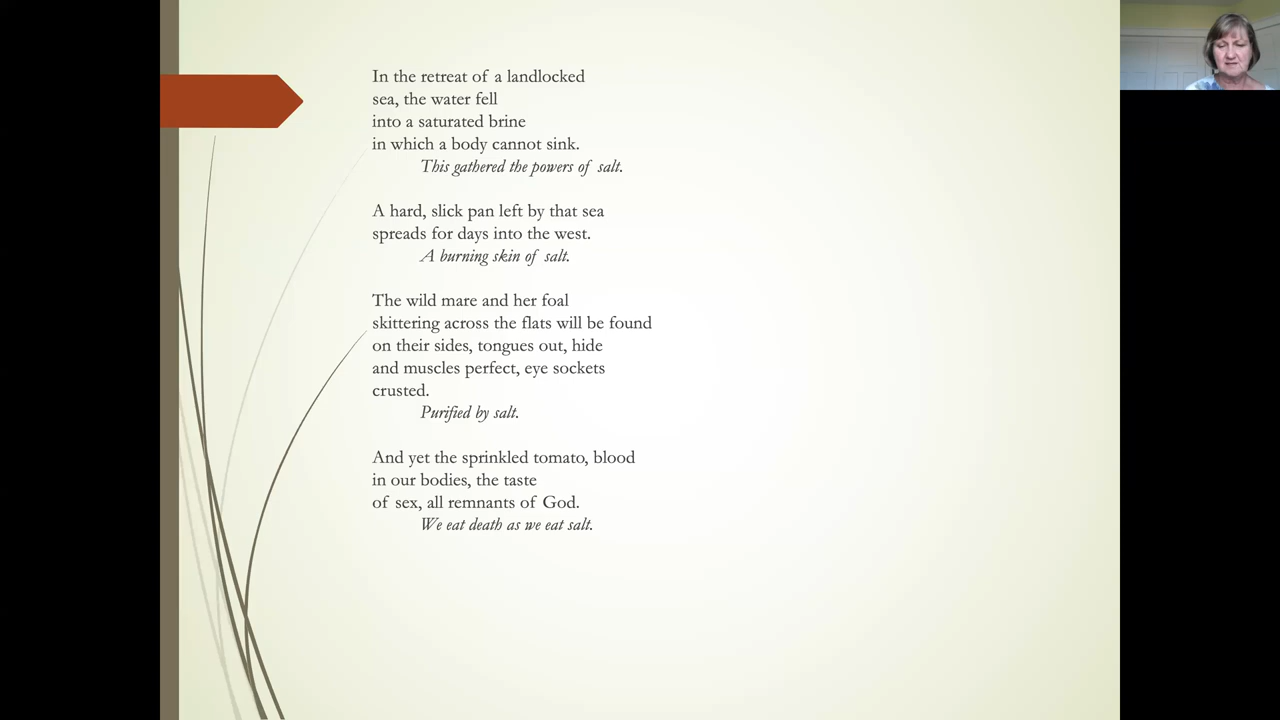 In the retreat of a landlocked
sea, the water fell
into a saturated brine
in which a body cannot sink.
This gathered the powers of salt.
A hard, slick pan left by that sea
spreads for days into the west.
A burning skin of salt.
The wild mare and her foal
skittering across the flats will be found
on their sides, tongues out, hide
and muscles perfect, eye sockets
crusted.
Purified by salt.
And yet the sprinkled tomato, blood
in our bodies, the taste
of sex, all remnants of God.
We eat death as we eat salt.